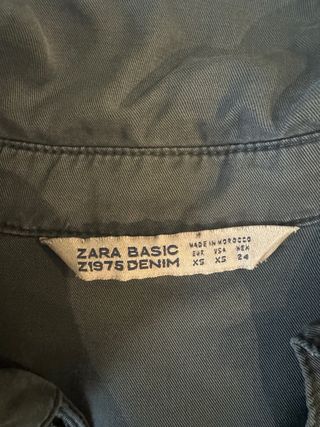 ZARA BASIC
Z1975 DENIM
MADE IN MOROCCO
EUR USA MEX
XS XS 24